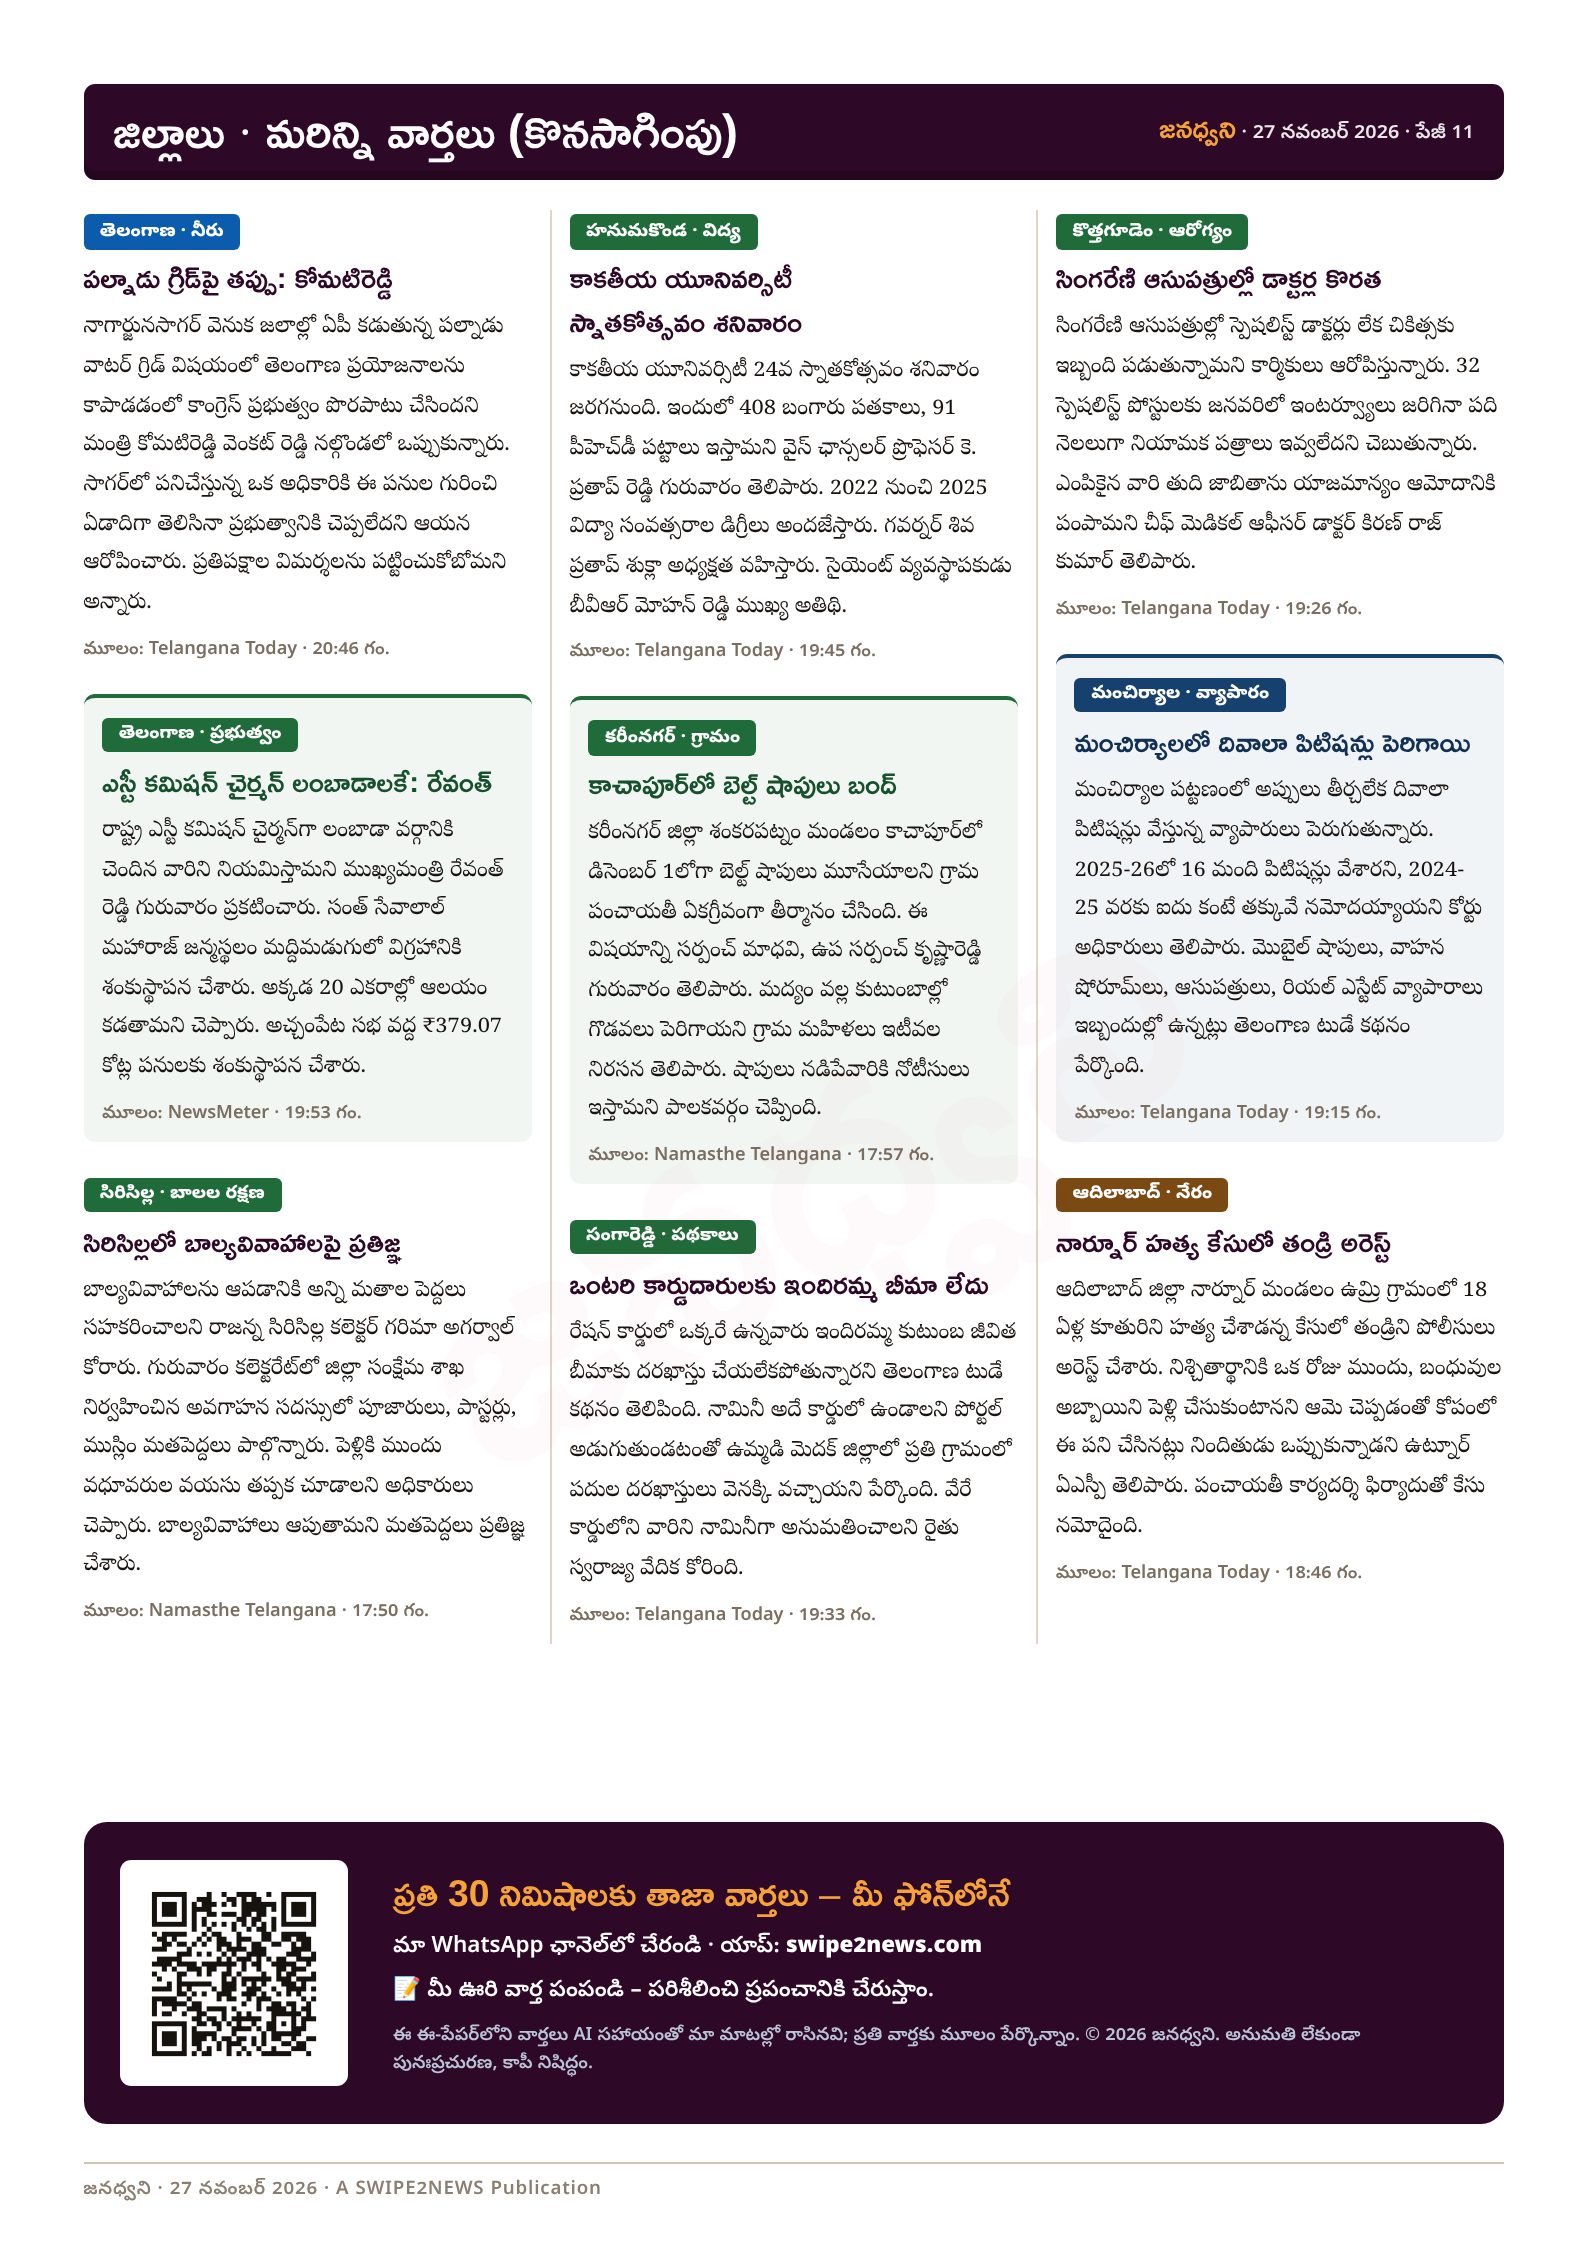 జిల్లాలు · మరిన్ని వార్తలు (కొనసాగింపు)
జనధ్వని · 27 నవంబర్ 2026 · పేజీ 11
తెలంగాణ · నీరు
పల్నాడు గ్రిడ్‌పై తప్పు: కోమటిరెడ్డి
నాగార్జునసాగర్ వెనుక జలాల్లో ఏపీ కడుతున్న పల్నాడు
వాటర్ గ్రిడ్ విషయంలో తెలంగాణ ప్రయోజనాలను
కాపాడడంలో కాంగ్రెస్ ప్రభుత్వం పొరపాటు చేసిందని
మంత్రి కోమటిరెడ్డి వెంకట్ రెడ్డి నల్గొండలో ఒప్పుకున్నారు.
సాగర్‌లో పనిచేస్తున్న ఒక అధికారికి ఈ పనుల గురించి
ఏడాదిగా తెలిసినా ప్రభుత్వానికి చెప్పలేదని ఆయన
ఆరోపించారు. ప్రతిపక్షాల విమర్శలను పట్టించుకోబోమని
అన్నారు.
మూలం: Telangana Today · 20:46 గం.
తెలంగాణ · ప్రభుత్వం
ఎస్టీ కమిషన్ చైర్మన్ లంబాడాలకే: రేవంత్
రాష్ట్ర ఎస్టీ కమిషన్ చైర్మన్‌గా లంబాడా వర్గానికి
చెందిన వారిని నియమిస్తామని ముఖ్యమంత్రి రేవంత్
రెడ్డి గురువారం ప్రకటించారు. సంత్ సేవాలాల్
మహారాజ్ జన్మస్థలం మద్దిమడుగులో విగ్రహానికి
శంకుస్థాపన చేశారు. అక్కడ 20 ఎకరాల్లో ఆలయం
కడతామని చెప్పారు. అచ్చంపేట సభ వద్ద ₹379.07
కోట్ల పనులకు శంకుస్థాపన చేశారు.
మూలం: NewsMeter · 19:53 గం.
సిరిసిల్ల · బాలల రక్షణ
సిరిసిల్లలో బాల్యవివాహాలపై ప్రతిజ్ఞ
బాల్యవివాహాలను ఆపడానికి అన్ని మతాల పెద్దలు
సహకరించాలని రాజన్న సిరిసిల్ల కలెక్టర్ గరిమా అగర్వాల్
కోరారు. గురువారం కలెక్టరేట్‌లో జిల్లా సంక్షేమ శాఖ
నిర్వహించిన అవగాహన సదస్సులో పూజారులు, పాస్టర్లు,
ముస్లిం మతపెద్దలు పాల్గొన్నారు. పెళ్లికి ముందు
వధూవరుల వయసు తప్పక చూడాలని అధికారులు
చెప్పారు. బాల్యవివాహాలు ఆపుతామని మతపెద్దలు ప్రతిజ్ఞ
చేశారు.
మూలం: Namasthe Telangana · 17:50 గం.
హనుమకొండ · విద్య
కాకతీయ యూనివర్సిటీ
స్నాతకోత్సవం శనివారం
కాకతీయ యూనివర్సిటీ 24వ స్నాతకోత్సవం శనివారం
జరగనుంది. ఇందులో 408 బంగారు పతకాలు, 91
పీహెచ్‌డీ పట్టాలు ఇస్తామని వైస్ ఛాన్సలర్ ప్రొఫెసర్ కె.
ప్రతాప్ రెడ్డి గురువారం తెలిపారు. 2022 నుంచి 2025
విద్యా సంవత్సరాల డిగ్రీలు అందజేస్తారు. గవర్నర్ శివ
ప్రతాప్ శుక్లా అధ్యక్షత వహిస్తారు. సైయెంట్ వ్యవస్థాపకుడు
బీవీఆర్ మోహన్ రెడ్డి ముఖ్య అతిథి.
మూలం: Telangana Today · 19:45 గం.
కరీంనగర్ · గ్రామం
కాచాపూర్‌లో బెల్ట్ షాపులు బంద్
కరీంనగర్ జిల్లా శంకరపట్నం మండలం కాచాపూర్‌లో
డిసెంబర్ 1లోగా బెల్ట్ షాపులు మూసేయాలని గ్రామ
పంచాయతీ ఏకగ్రీవంగా తీర్మానం చేసింది. ఈ
విషయాన్ని సర్పంచ్ మాధవి, ఉప సర్పంచ్ కృష్ణారెడ్డి
గురువారం తెలిపారు. మద్యం వల్ల కుటుంబాల్లో
గొడవలు పెరిగాయని గ్రామ మహిళలు ఇటీవల
నిరసన తెలిపారు. షాపులు నడిపేవారికి నోటీసులు
ఇస్తామని పాలకవర్గం చెప్పింది.
మూలం: Namasthe Telangana · 17:57 గం.
సంగారెడ్డి · పథకాలు
ఒంటరి కార్డుదారులకు ఇందిరమ్మ బీమా లేదు
రేషన్ కార్డులో ఒక్కరే ఉన్నవారు ఇందిరమ్మ కుటుంబ జీవిత
బీమాకు దరఖాస్తు చేయలేకపోతున్నారని తెలంగాణ టుడే
కథనం తెలిపింది. నామినీ అదే కార్డులో ఉండాలని పోర్టల్
అడుగుతుండటంతో ఉమ్మడి మెదక్ జిల్లాలో ప్రతి గ్రామంలో
పదుల దరఖాస్తులు వెనక్కి వచ్చాయని పేర్కొంది. వేరే
కార్డులోని వారిని నామినీగా అనుమతించాలని రైతు
స్వరాజ్య వేదిక కోరింది.
మూలం: Telangana Today · 19:33 గం.
కొత్తగూడెం · ఆరోగ్యం
సింగరేణి ఆసుపత్రుల్లో డాక్టర్ల కొరత
సింగరేణి ఆసుపత్రుల్లో స్పెషలిస్ట్ డాక్టర్లు లేక చికిత్సకు
ఇబ్బంది పడుతున్నామని కార్మికులు ఆరోపిస్తున్నారు. 32
స్పెషలిస్ట్ పోస్టులకు జనవరిలో ఇంటర్వ్యూలు జరిగినా పది
నెలలుగా నియామక పత్రాలు ఇవ్వలేదని చెబుతున్నారు.
ఎంపికైన వారి తుది జాబితాను యాజమాన్యం ఆమోదానికి
పంపామని చీఫ్ మెడికల్ ఆఫీసర్ డాక్టర్ కిరణ్ రాజ్
కుమార్ తెలిపారు.
మూలం: Telangana Today · 19:26 గం.
మంచిర్యాల · వ్యాపారం
మంచిర్యాలలో దివాలా పిటిషన్లు పెరిగాయి
మంచిర్యాల పట్టణంలో అప్పులు తీర్చలేక దివాలా
పిటిషన్లు వేస్తున్న వ్యాపారులు పెరుగుతున్నారు.
2025-26లో 16 మంది పిటిషన్లు వేశారని, 2024-
25 వరకు ఐదు కంటే తక్కువే నమోదయ్యాయని కోర్టు
అధికారులు తెలిపారు. మొబైల్ షాపులు, వాహన
షోరూమ్‌లు, ఆసుపత్రులు, రియల్ ఎస్టేట్ వ్యాపారాలు
ఇబ్బందుల్లో ఉన్నట్లు తెలంగాణ టుడే కథనం
పేర్కొంది.
మూలం: Telangana Today · 19:15 గం.
ఆదిలాబాద్ · నేరం
నార్నూర్ హత్య కేసులో తండ్రి అరెస్ట్
ఆదిలాబాద్ జిల్లా నార్నూర్ మండలం ఉమ్రి గ్రామంలో 18
ఏళ్ల కూతురిని హత్య చేశాడన్న కేసులో తండ్రిని పోలీసులు
అరెస్ట్ చేశారు. నిశ్చితార్థానికి ఒక రోజు ముందు, బంధువుల
అబ్బాయిని పెళ్లి చేసుకుంటానని ఆమె చెప్పడంతో కోపంలో
ఈ పని చేసినట్లు నిందితుడు ఒప్పుకున్నాడని ఉట్నూర్
ఏఎస్పీ తెలిపారు. పంచాయతీ కార్యదర్శి ఫిర్యాదుతో కేసు
నమోదైంది.
మూలం: Telangana Today · 18:46 గం.
జనధ్వని
ప్రతి 30 నిమిషాలకు తాజా వార్తలు — మీ ఫోన్‌లోనే
మా WhatsApp ఛానెల్‌లో చేరండి · యాప్: swipe2news.com
📝 మీ ఊరి వార్త పంపండి – పరిశీలించి ప్రపంచానికి చేరుస్తాం.
ఈ ఈ-పేపర్‌లోని వార్తలు AI సహాయంతో మా మాటల్లో రాసినవి; ప్రతి వార్తకు మూలం పేర్కొన్నాం. © 2026 జనధ్వని. అనుమతి లేకుండా
పునఃప్రచురణ, కాపీ నిషిద్ధం.
జనధ్వని · 27 నవంబర్ 2026 · A SWIPE2NEWS Publication